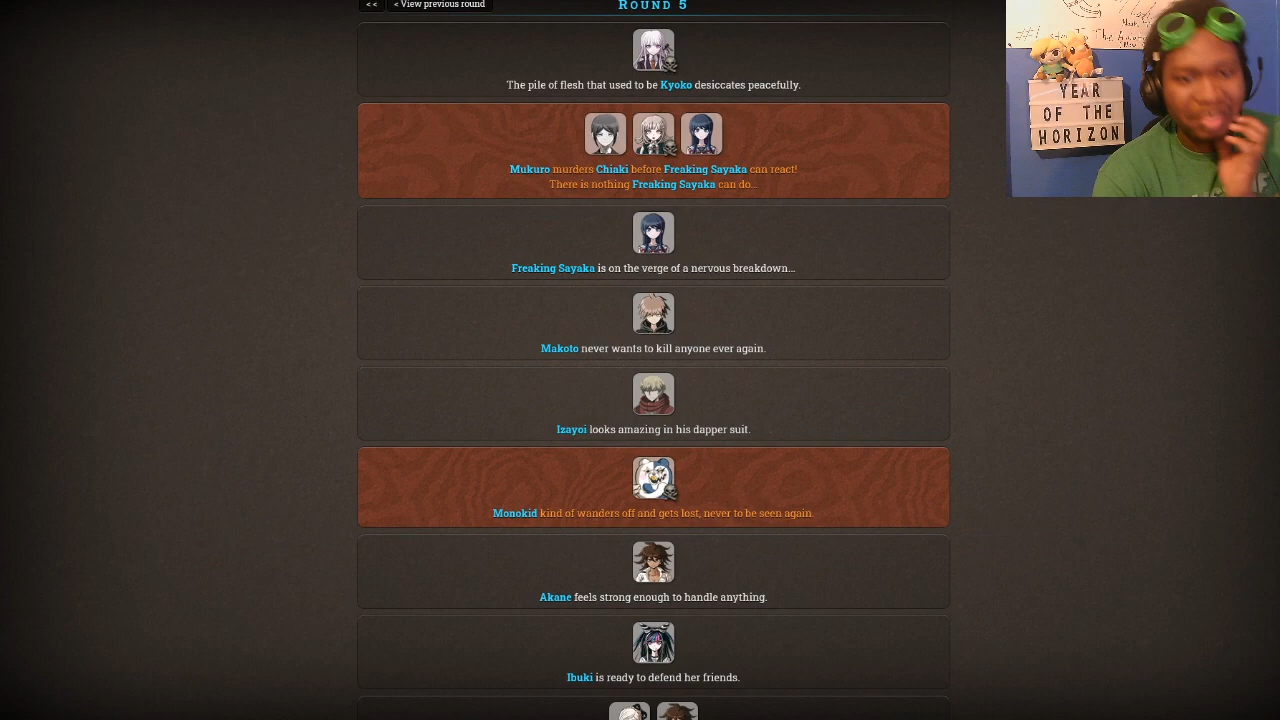 <<
< View previous round
ROUND 5
The pile of flesh that used to be Kyoko desiccates peacefully.
Mukuro murders Chiaki before Freaking Sayaka can react!
There is nothing Freaking Sayaka can do...
Freaking Sayaka is on the verge of a nervous breakdown...
Makoto never wants to kill anyone ever again.
Izayoi looks amazing in his dapper suit.
Monokid kind of wanders off and gets lost, never to be seen again.
Akane feels strong enough to handle anything.
Ibuki is ready to defend her friends.
YEAR
OF THE
HORIZON